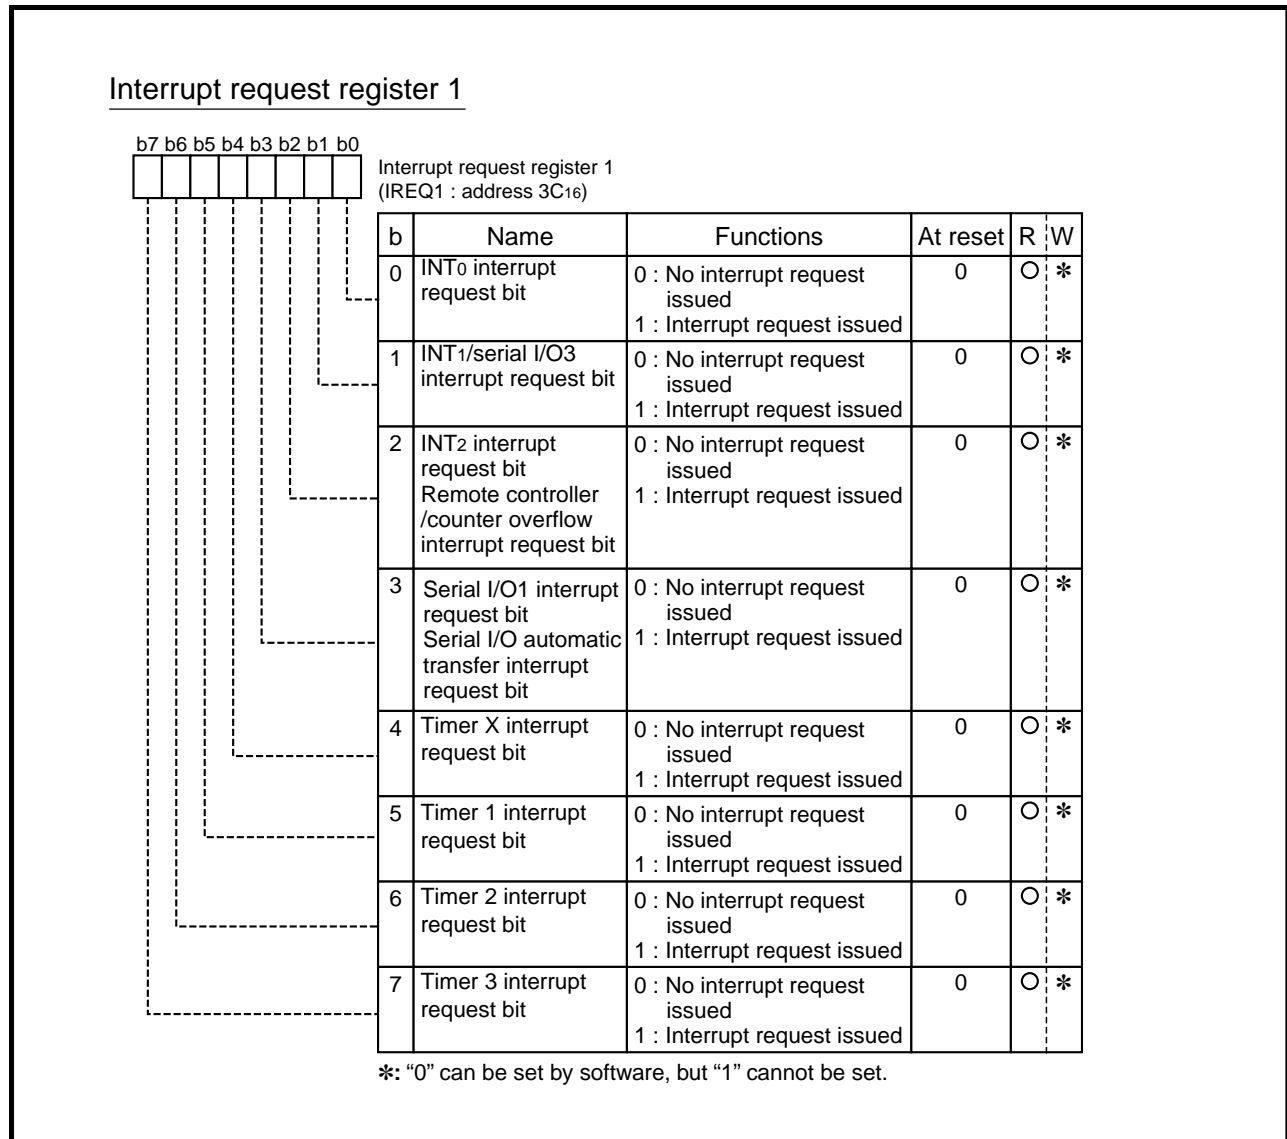 Interrupt request register 1
b7 b6 b5 b4 b3 b2 b1 b0
Interrupt request register 1
(IREQ1 : address 3C16)
b Name Functions At reset R W
0 INT0 interrupt request bit 0 : No interrupt request issued 1 : Interrupt request issued 0 ○ ✻
1 INT1/serial I/O3 interrupt request bit 0 : No interrupt request issued 1 : Interrupt request issued 0 ○ ✻
2 INT2 interrupt request bit Remote controller /counter overflow interrupt request bit 0 : No interrupt request issued 1 : Interrupt request issued 0 ○ ✻
3 Serial I/O1 interrupt request bit Serial I/O automatic transfer interrupt request bit 0 : No interrupt request issued 1 : Interrupt request issued 0 ○ ✻
4 Timer X interrupt request bit 0 : No interrupt request issued 1 : Interrupt request issued 0 ○ ✻
5 Timer 1 interrupt request bit 0 : No interrupt request issued 1 : Interrupt request issued 0 ○ ✻
6 Timer 2 interrupt request bit 0 : No interrupt request issued 1 : Interrupt request issued 0 ○ ✻
7 Timer 3 interrupt request bit 0 : No interrupt request issued 1 : Interrupt request issued 0 ○ ✻
✻: “0” can be set by software, but “1” cannot be set.